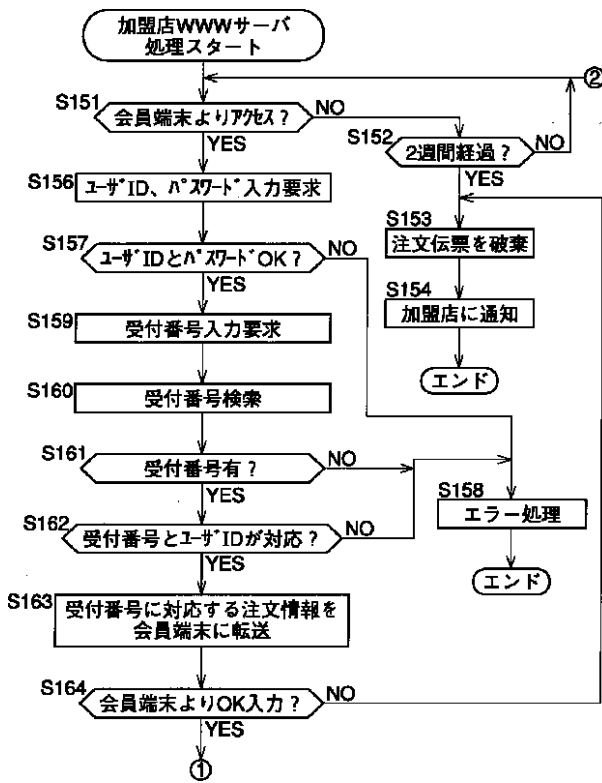 加盟店WWWサーバ
処理スタート
②
S151
会員端末よりアクセス?
NO
YES
S152
2週間経過?
NO
YES
S156
ユーザID、パスワード入力要求
S153
注文伝票を破棄
S157
ユーザIDとパスワードOK?
NO
YES
S154
加盟店に通知
エンド
S159
受付番号入力要求
S160
受付番号検索
S161
受付番号有?
NO
YES
S158
エラー処理
エンド
S162
受付番号とユーザIDが対応?
NO
YES
S163
受付番号に対応する注文情報を
会員端末に転送
S164
会員端末よりOK入力?
NO
YES
①